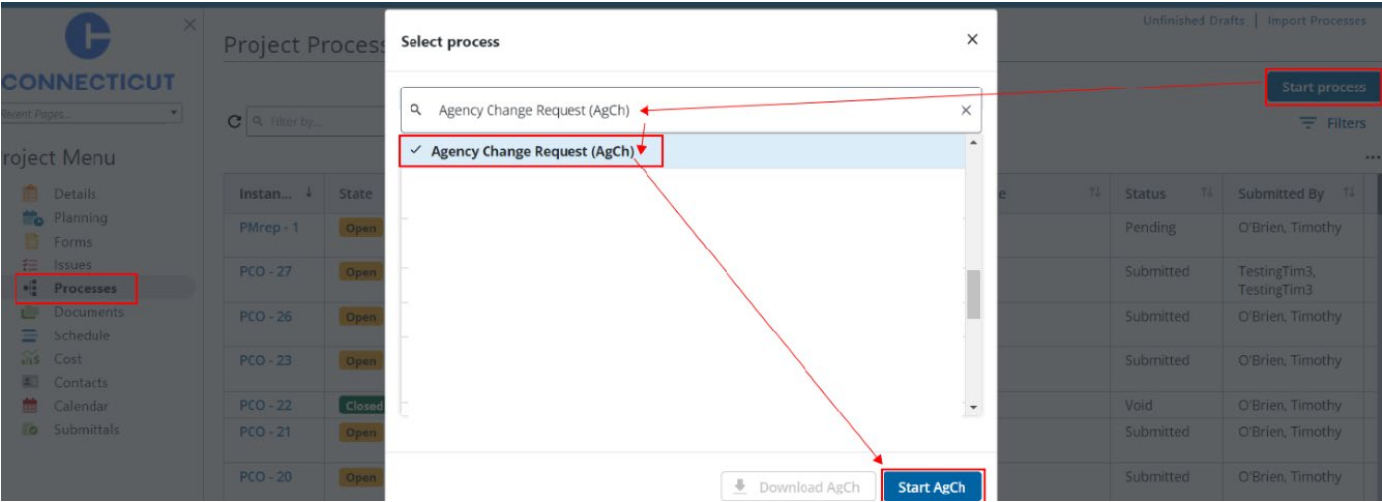 Unfinished Drafts | Import Processes
CONNECTICUT
Recent Pages...
Project Process
Select process
Start process
Agency Change Request (AgCh)
Filter by...
Filters
Agency Change Request (AgCh)
roject Menu
Details
Planning
Forms
Issues
Processes
Documents
Schedule
Cost
Contacts
Calendar
Submittals
Instan... State e Status Submitted By
PMrep - 1 Open Pending O'Brien, Timothy
PCO - 27 Open Submitted TestingTim3,
TestingTim3
PCO - 26 Open Submitted O'Brien, Timothy
PCO - 23 Open Submitted O'Brien, Timothy
PCO - 22 Closed Void O'Brien, Timothy
PCO - 21 Open Submitted O'Brien, Timothy
PCO - 20 Open Submitted O'Brien, Timothy
Download AgCh Start AgCh